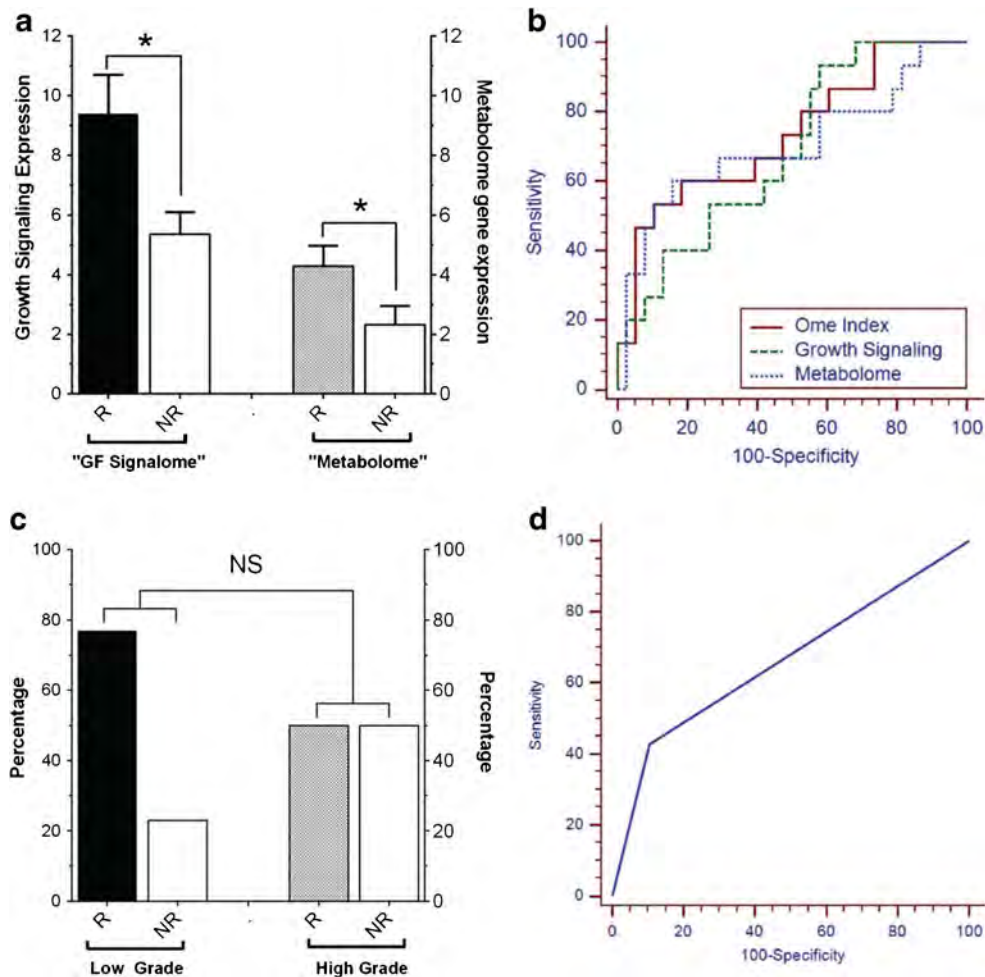 a
Growth Signaling Expression
12
10
8
6
4
2
0
*
*
12
10
8
6
4
2
0
Metabolome gene expression
R
NR
R
NR
"GF Signalome"
"Metabolome"
b
Sensitivity
100
80
60
40
20
0
Ome Index
Growth Signaling
Metabolome
0
20
40
60
80
100
100-Specificity
c
Percentage
100
80
60
40
20
0
NS
100
80
60
40
20
0
Percentage
R
NR
R
NR
Low Grade
High Grade
d
Sensitivity
100
80
60
40
20
0
0
20
40
60
80
100
100-Specificity